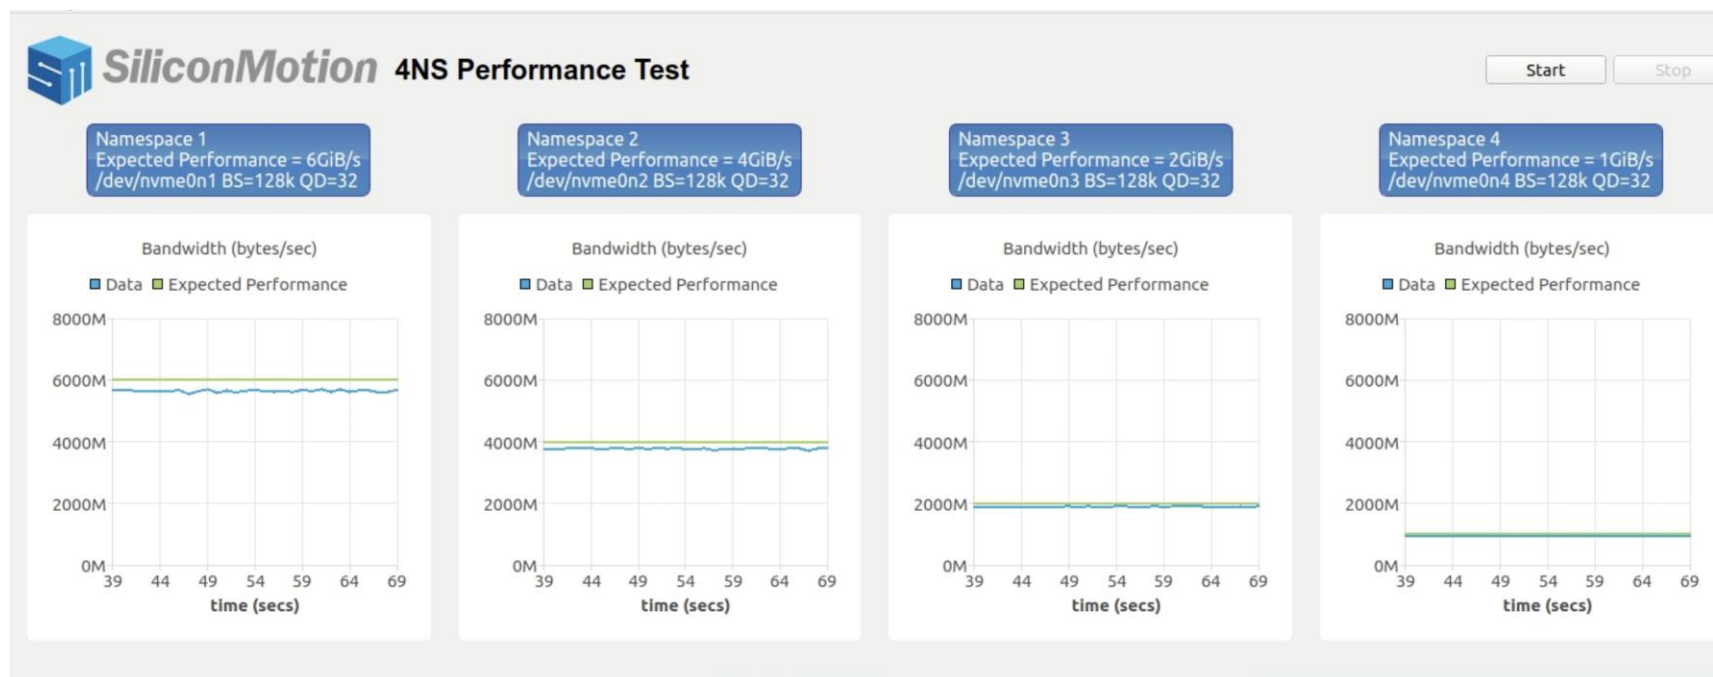 SiliconMotion 4NS Performance Test
Start
Stop
Namespace 1
Expected Performance = 6GiB/s
/dev/nvme0n1 BS=128k QD=32
Namespace 2
Expected Performance = 4GiB/s
/dev/nvme0n2 BS=128k QD=32
Namespace 3
Expected Performance = 2GiB/s
/dev/nvme0n3 BS=128k QD=32
Namespace 4
Expected Performance = 1GiB/s
/dev/nvme0n4 BS=128k QD=32
Bandwidth (bytes/sec)
Data Expected Performance
8000M
6000M
4000M
2000M
0M
39 44 49 54 59 64 69
time (secs)
Bandwidth (bytes/sec)
Data Expected Performance
8000M
6000M
4000M
2000M
0M
39 44 49 54 59 64 69
time (secs)
Bandwidth (bytes/sec)
Data Expected Performance
8000M
6000M
4000M
2000M
0M
39 44 49 54 59 64 69
time (secs)
Bandwidth (bytes/sec)
Data Expected Performance
8000M
6000M
4000M
2000M
0M
39 44 49 54 59 64 69
time (secs)